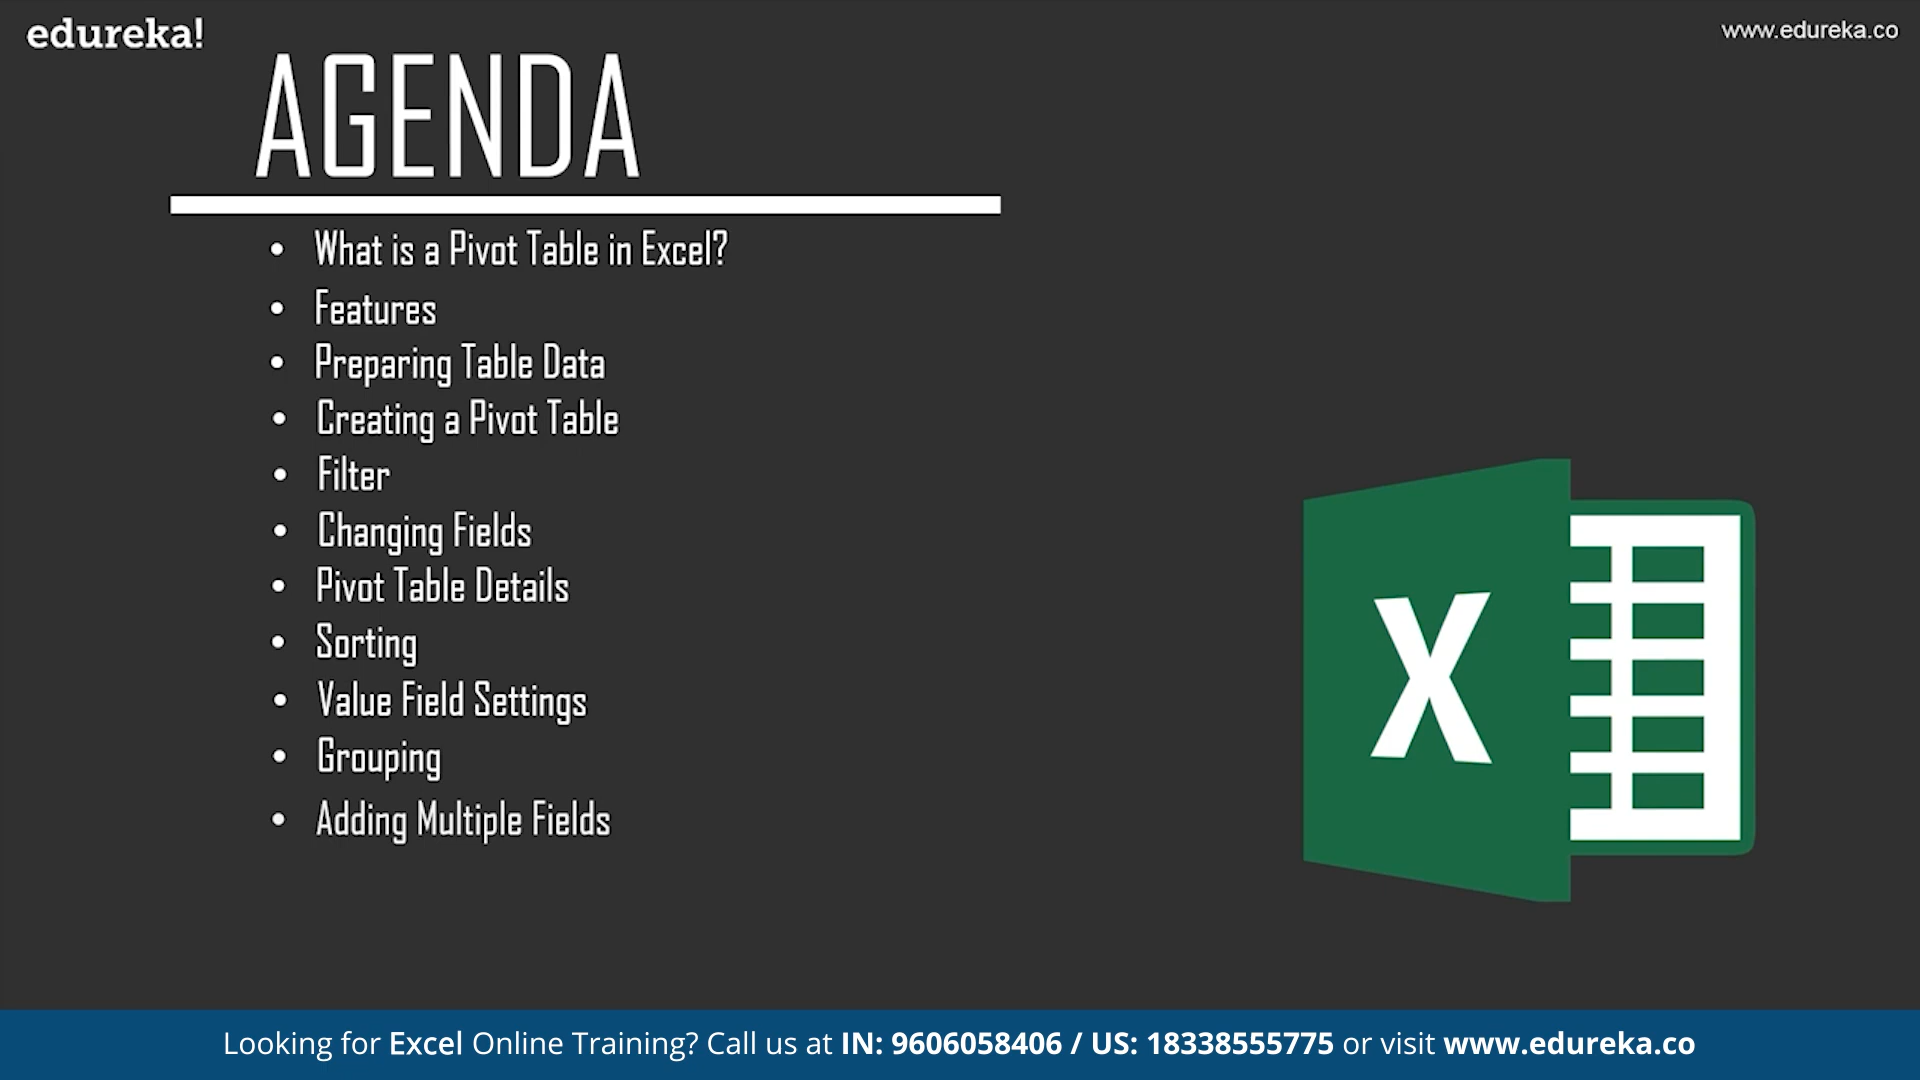 edureka!
www.edureka.co
AGENDA
• What is a Pivot Table in Excel?
• Features
• Preparing Table Data
• Creating a Pivot Table
• Filter
• Changing Fields
• Pivot Table Details
• Sorting
• Value Field Settings
• Grouping
• Adding Multiple Fields
X
Looking for Excel Online Training? Call us at IN: 9606058406 / US: 18338555775 or visit www.edureka.co